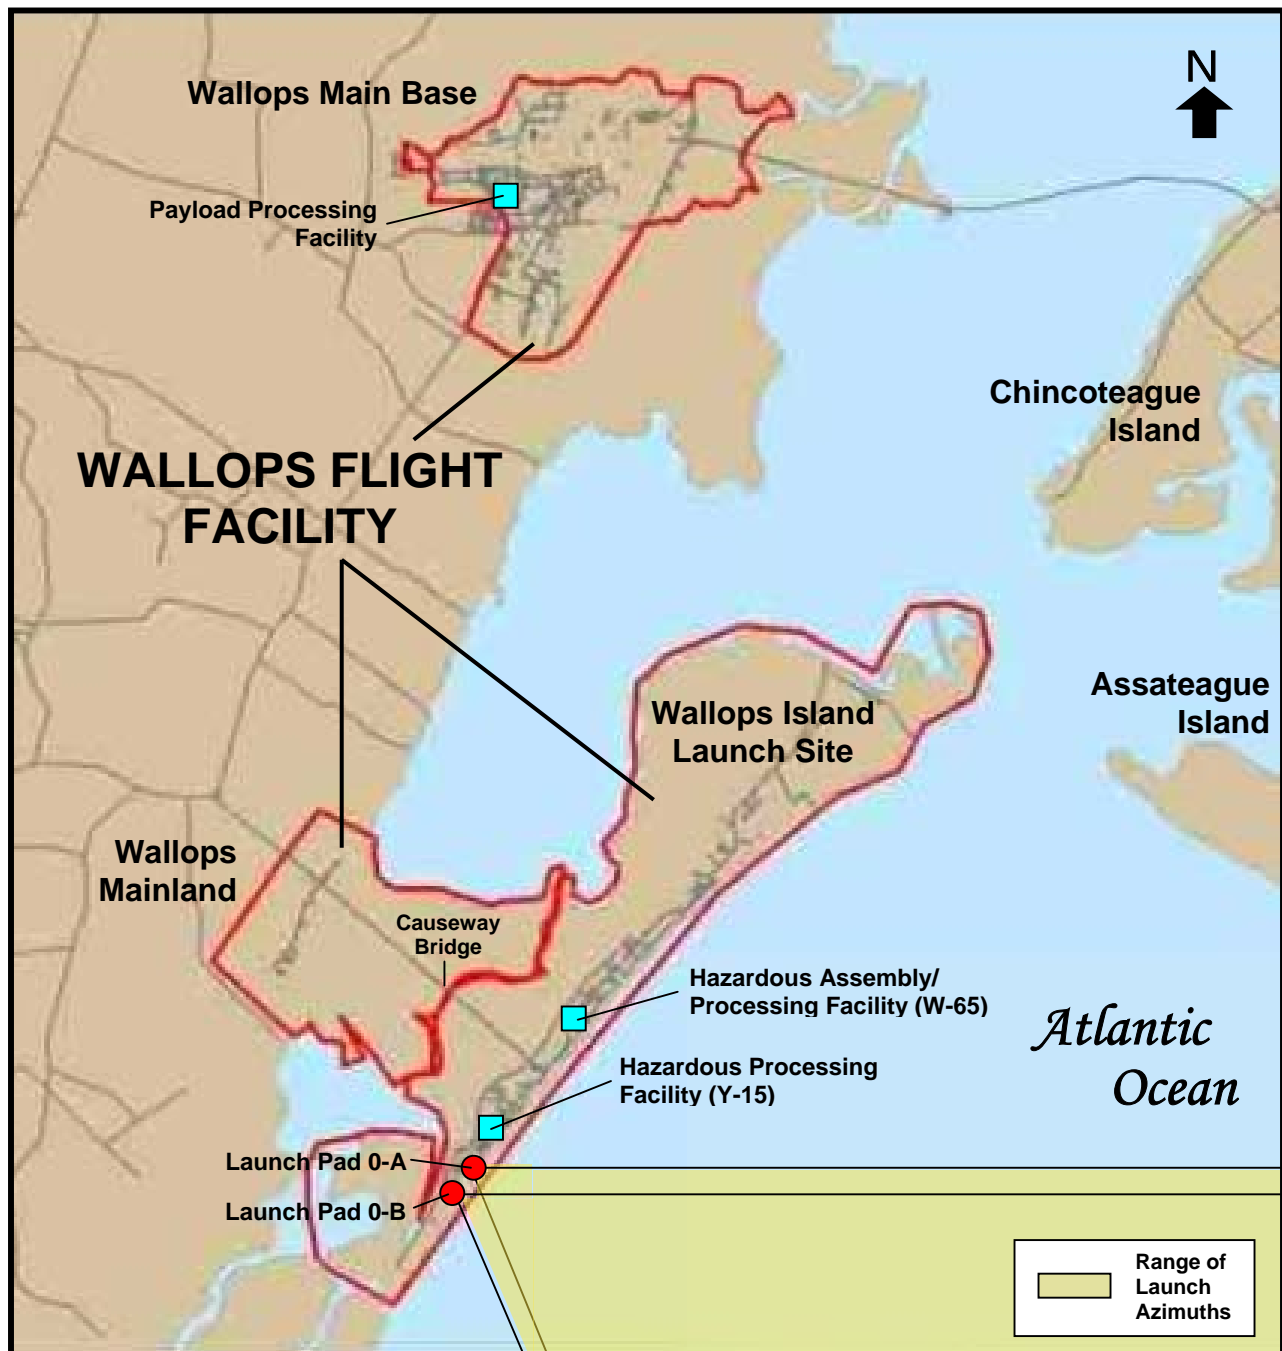 N
Wallops Main Base
Payload Processing
Facility
Chincoteague
Island
WALLOPS FLIGHT
FACILITY
Assateague
Island
Wallops Island
Launch Site
Wallops
Mainland
Causeway
Bridge
Hazardous Assembly/
Processing Facility (W-65)
Atlantic
Ocean
Hazardous Processing
Facility (Y-15)
Launch Pad 0-A
Launch Pad 0-B
Range of
Launch
Azimuths